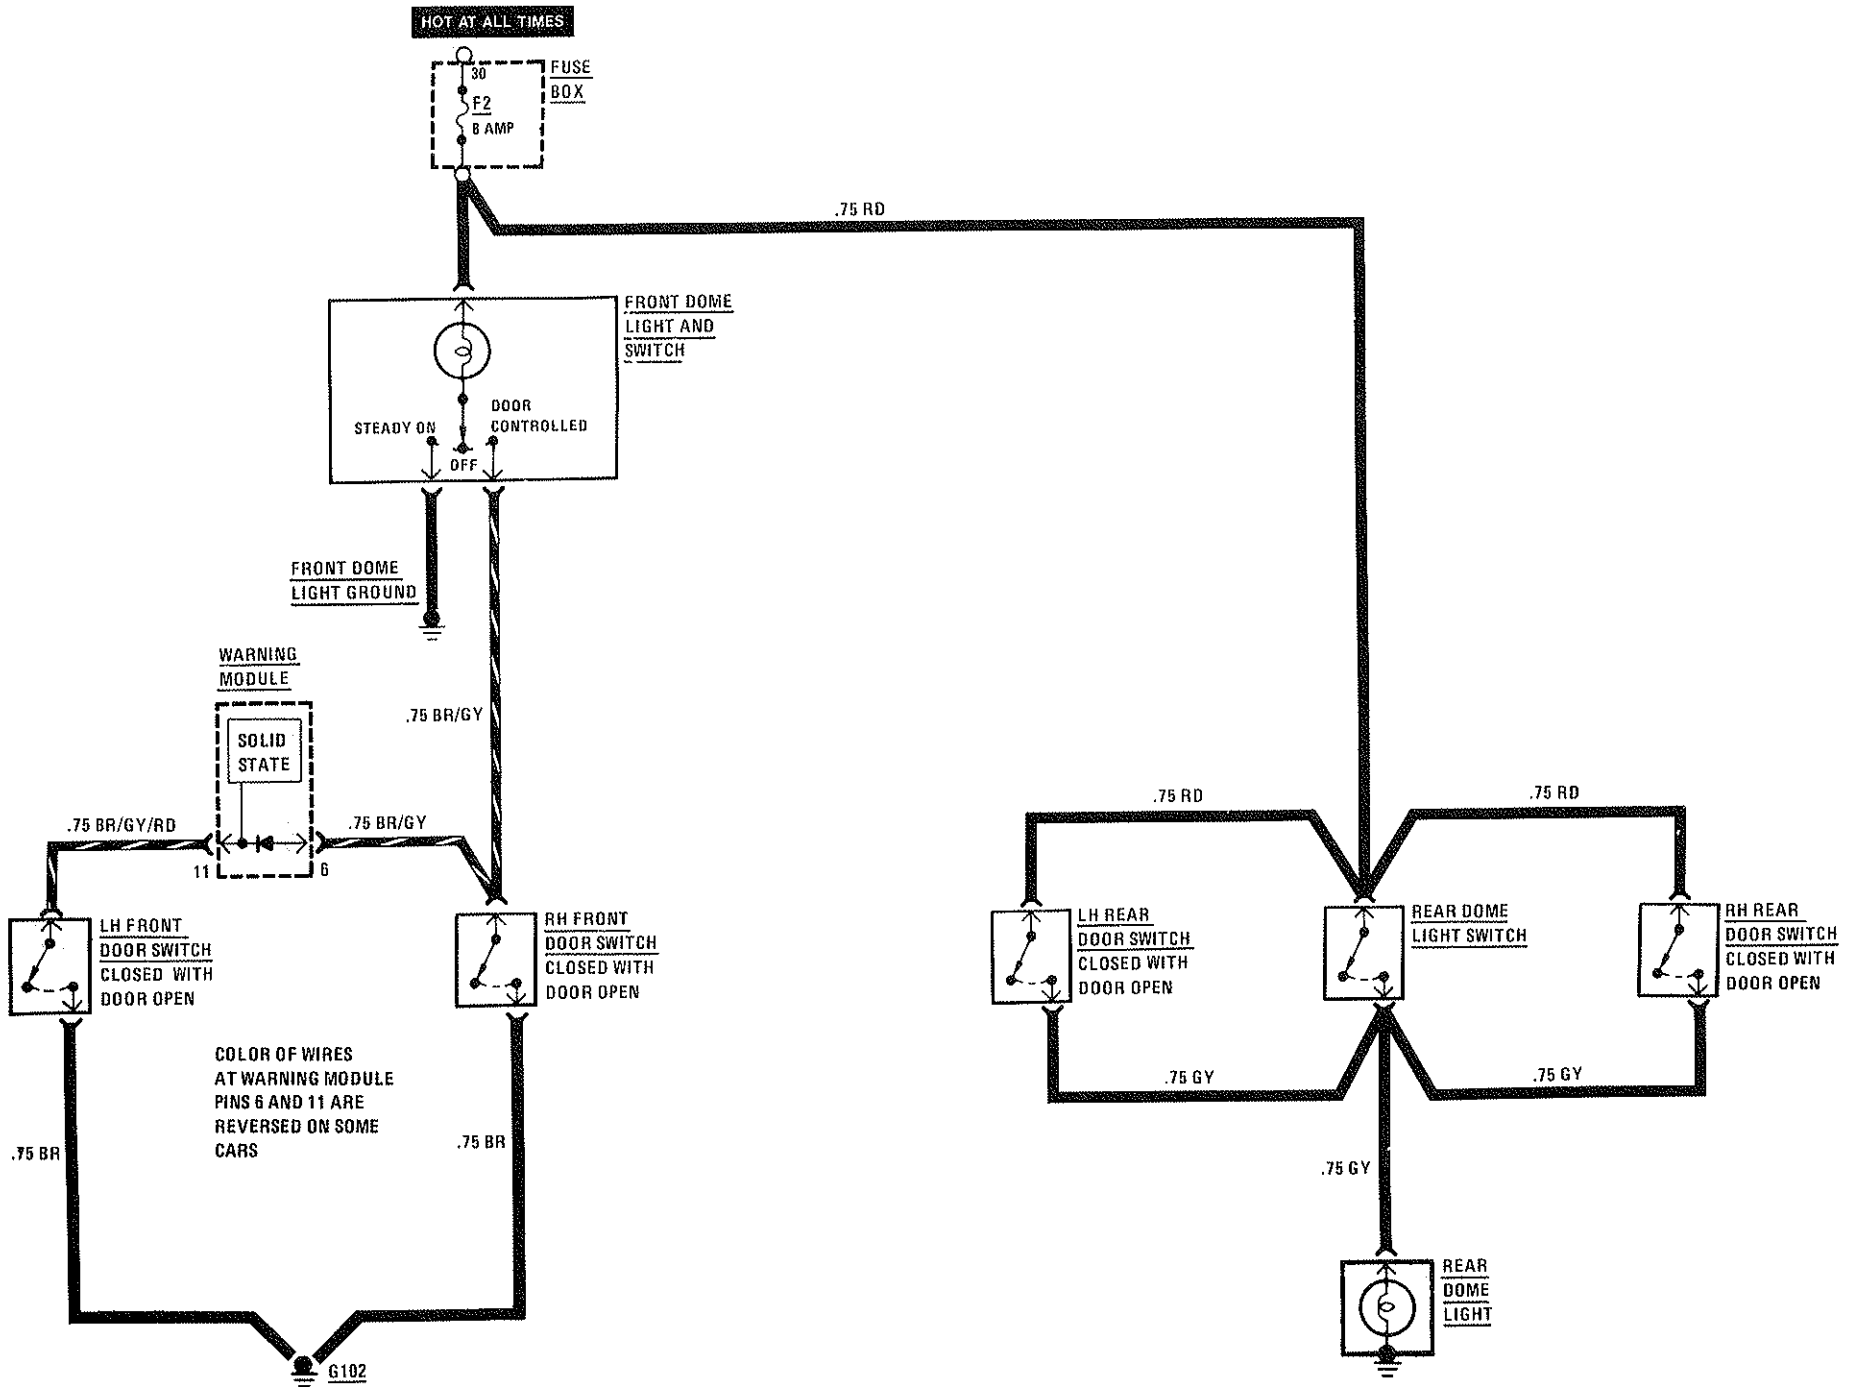 HOT AT ALL TIMES
30
FUSE
BOX
F2
8 AMP
.75 RD
FRONT DOME
LIGHT AND
SWITCH
DOOR
CONTROLLED
STEADY ON
OFF
FRONT DOME
LIGHT GROUND
WARNING
MODULE
.75 BR/GY
SOLID
STATE
.75 BR/GY/RD
.75 BR/GY
11
6
.75 RD
.75 RD
LH FRONT
DOOR SWITCH
CLOSED WITH
DOOR OPEN
RH FRONT
DOOR SWITCH
CLOSED WITH
DOOR OPEN
LH REAR
DOOR SWITCH
CLOSED WITH
DOOR OPEN
REAR DOME
LIGHT SWITCH
RH REAR
DOOR SWITCH
CLOSED WITH
DOOR OPEN
COLOR OF WIRES
AT WARNING MODULE
PINS 6 AND 11 ARE
REVERSED ON SOME
CARS
.75 BR
.75 BR
.75 GY
.75 GY
.75 GY
REAR
DOME
LIGHT
G102